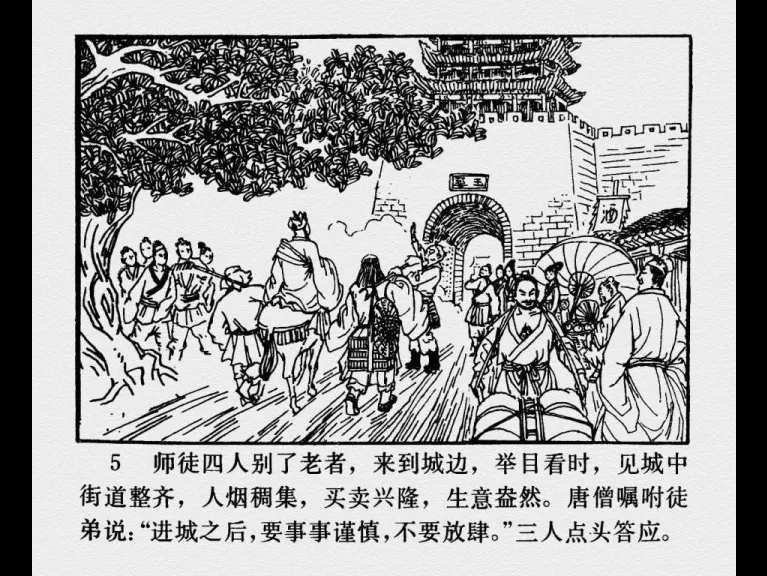 玉華
酒
5 师徒四人别了老者，来到城边，举目看时，见城中
街道整齐，人烟稠集，买卖兴隆，生意盎然。唐僧嘱咐徒
弟说：“进城之后，要事事谨慎，不要放肆。”三人点头答应。